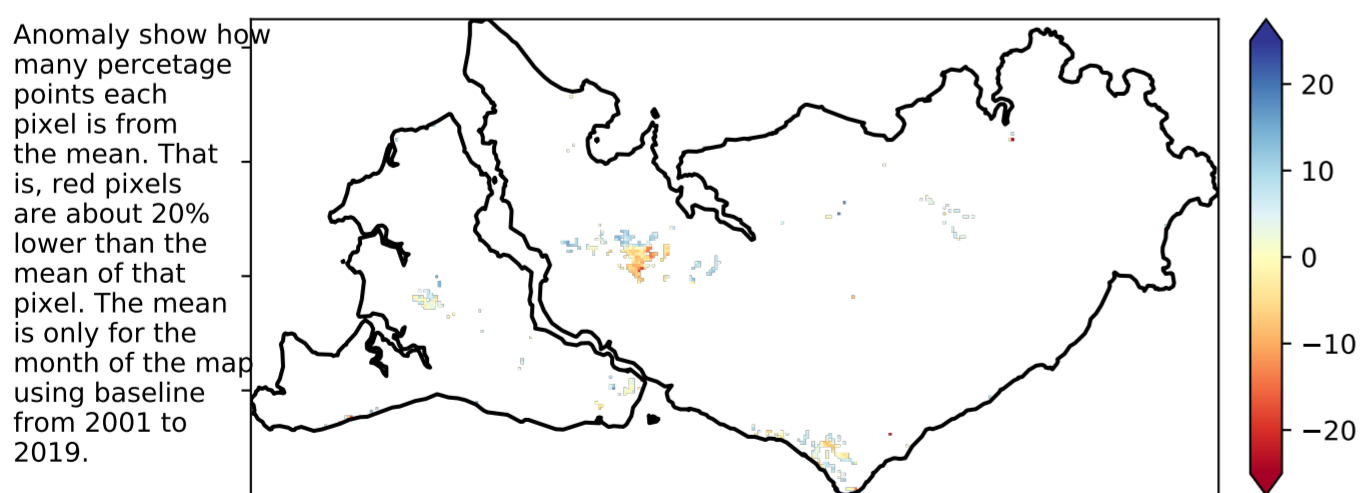 Anomaly show how
many percetage
points each
pixel is from
the mean. That
is, red pixels
are about 20%
lower than the
mean of that
pixel. The mean
is only for the
month of the map
using baseline
from 2001 to
2019.
20
10
0
−10
−20